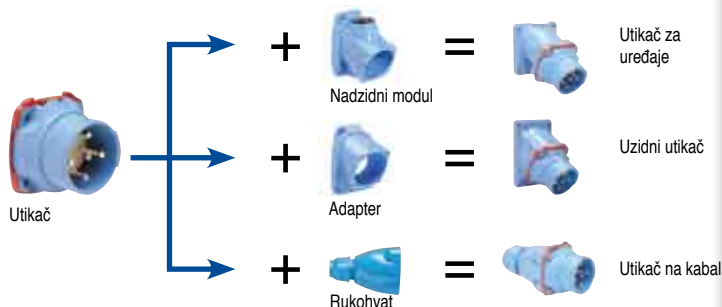 Utikač
+
Nadzidni modul
=
Utikač za
uređaje
+
Adapter
=
Uzidni utikač
+
Rukohvat
=
Utikač na kabal